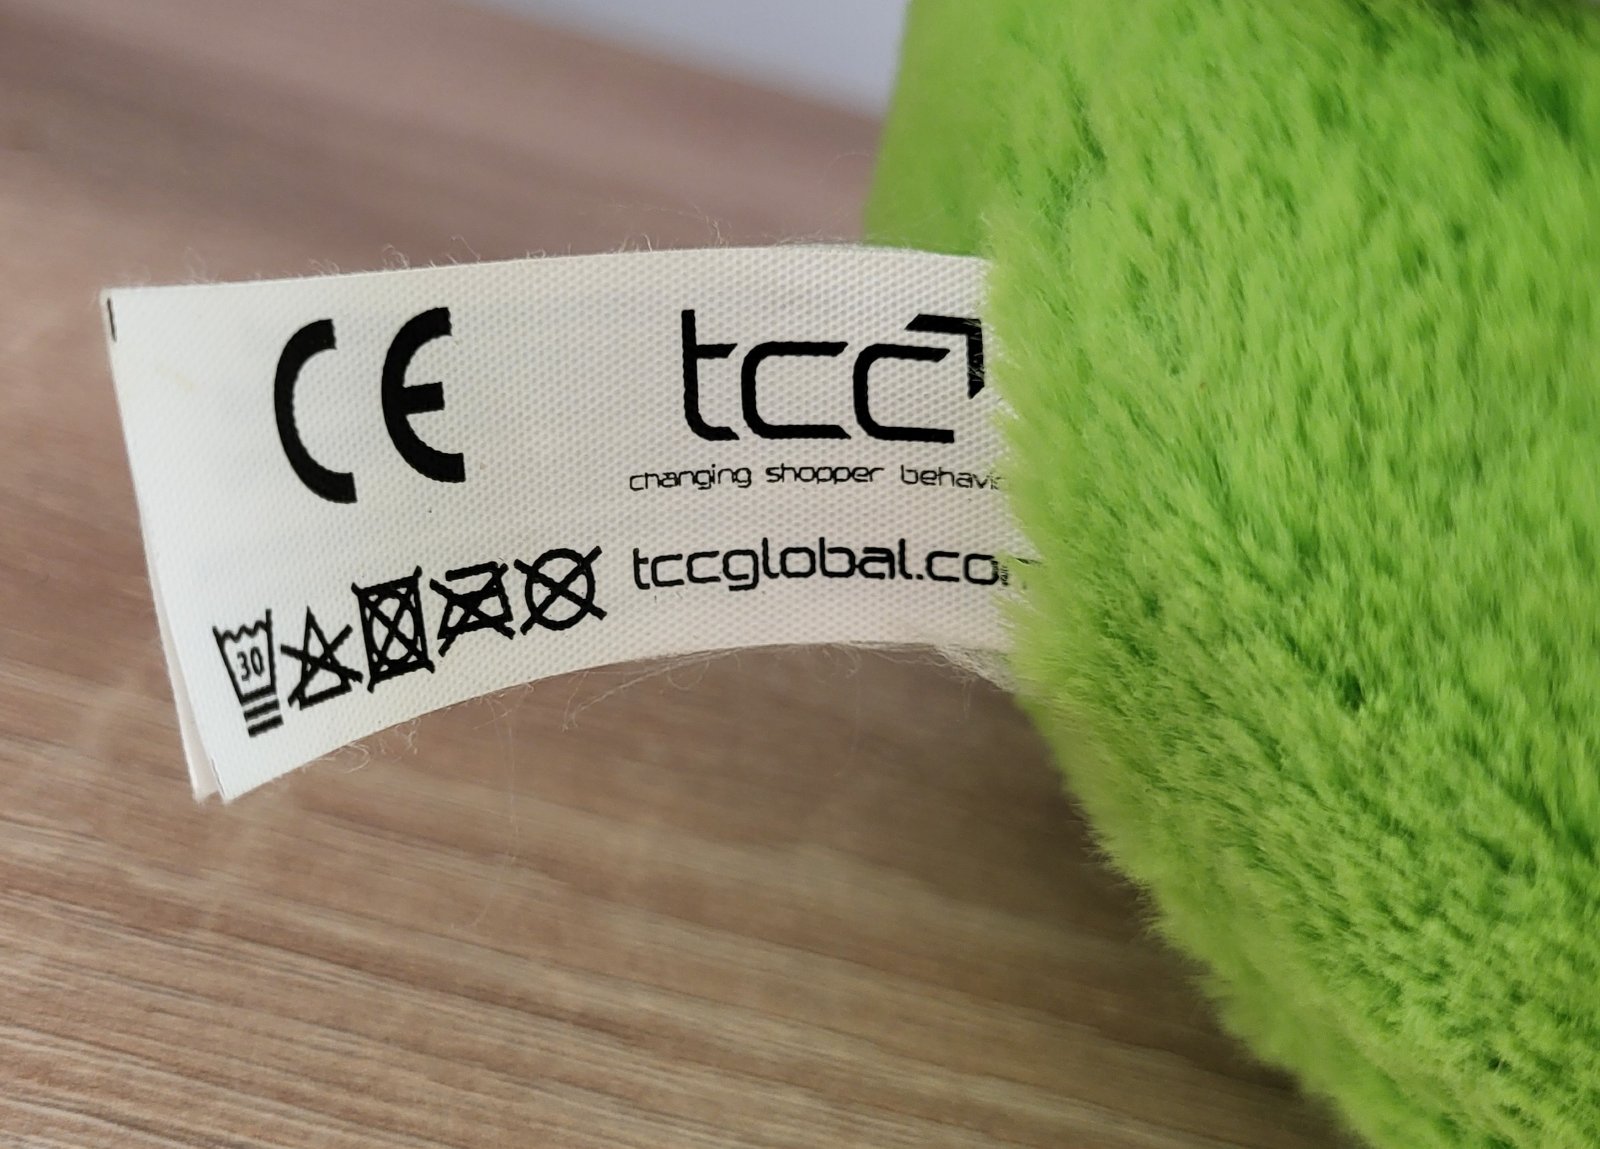 CE
tcc
changing shopper behavi
tccglobal.co
30